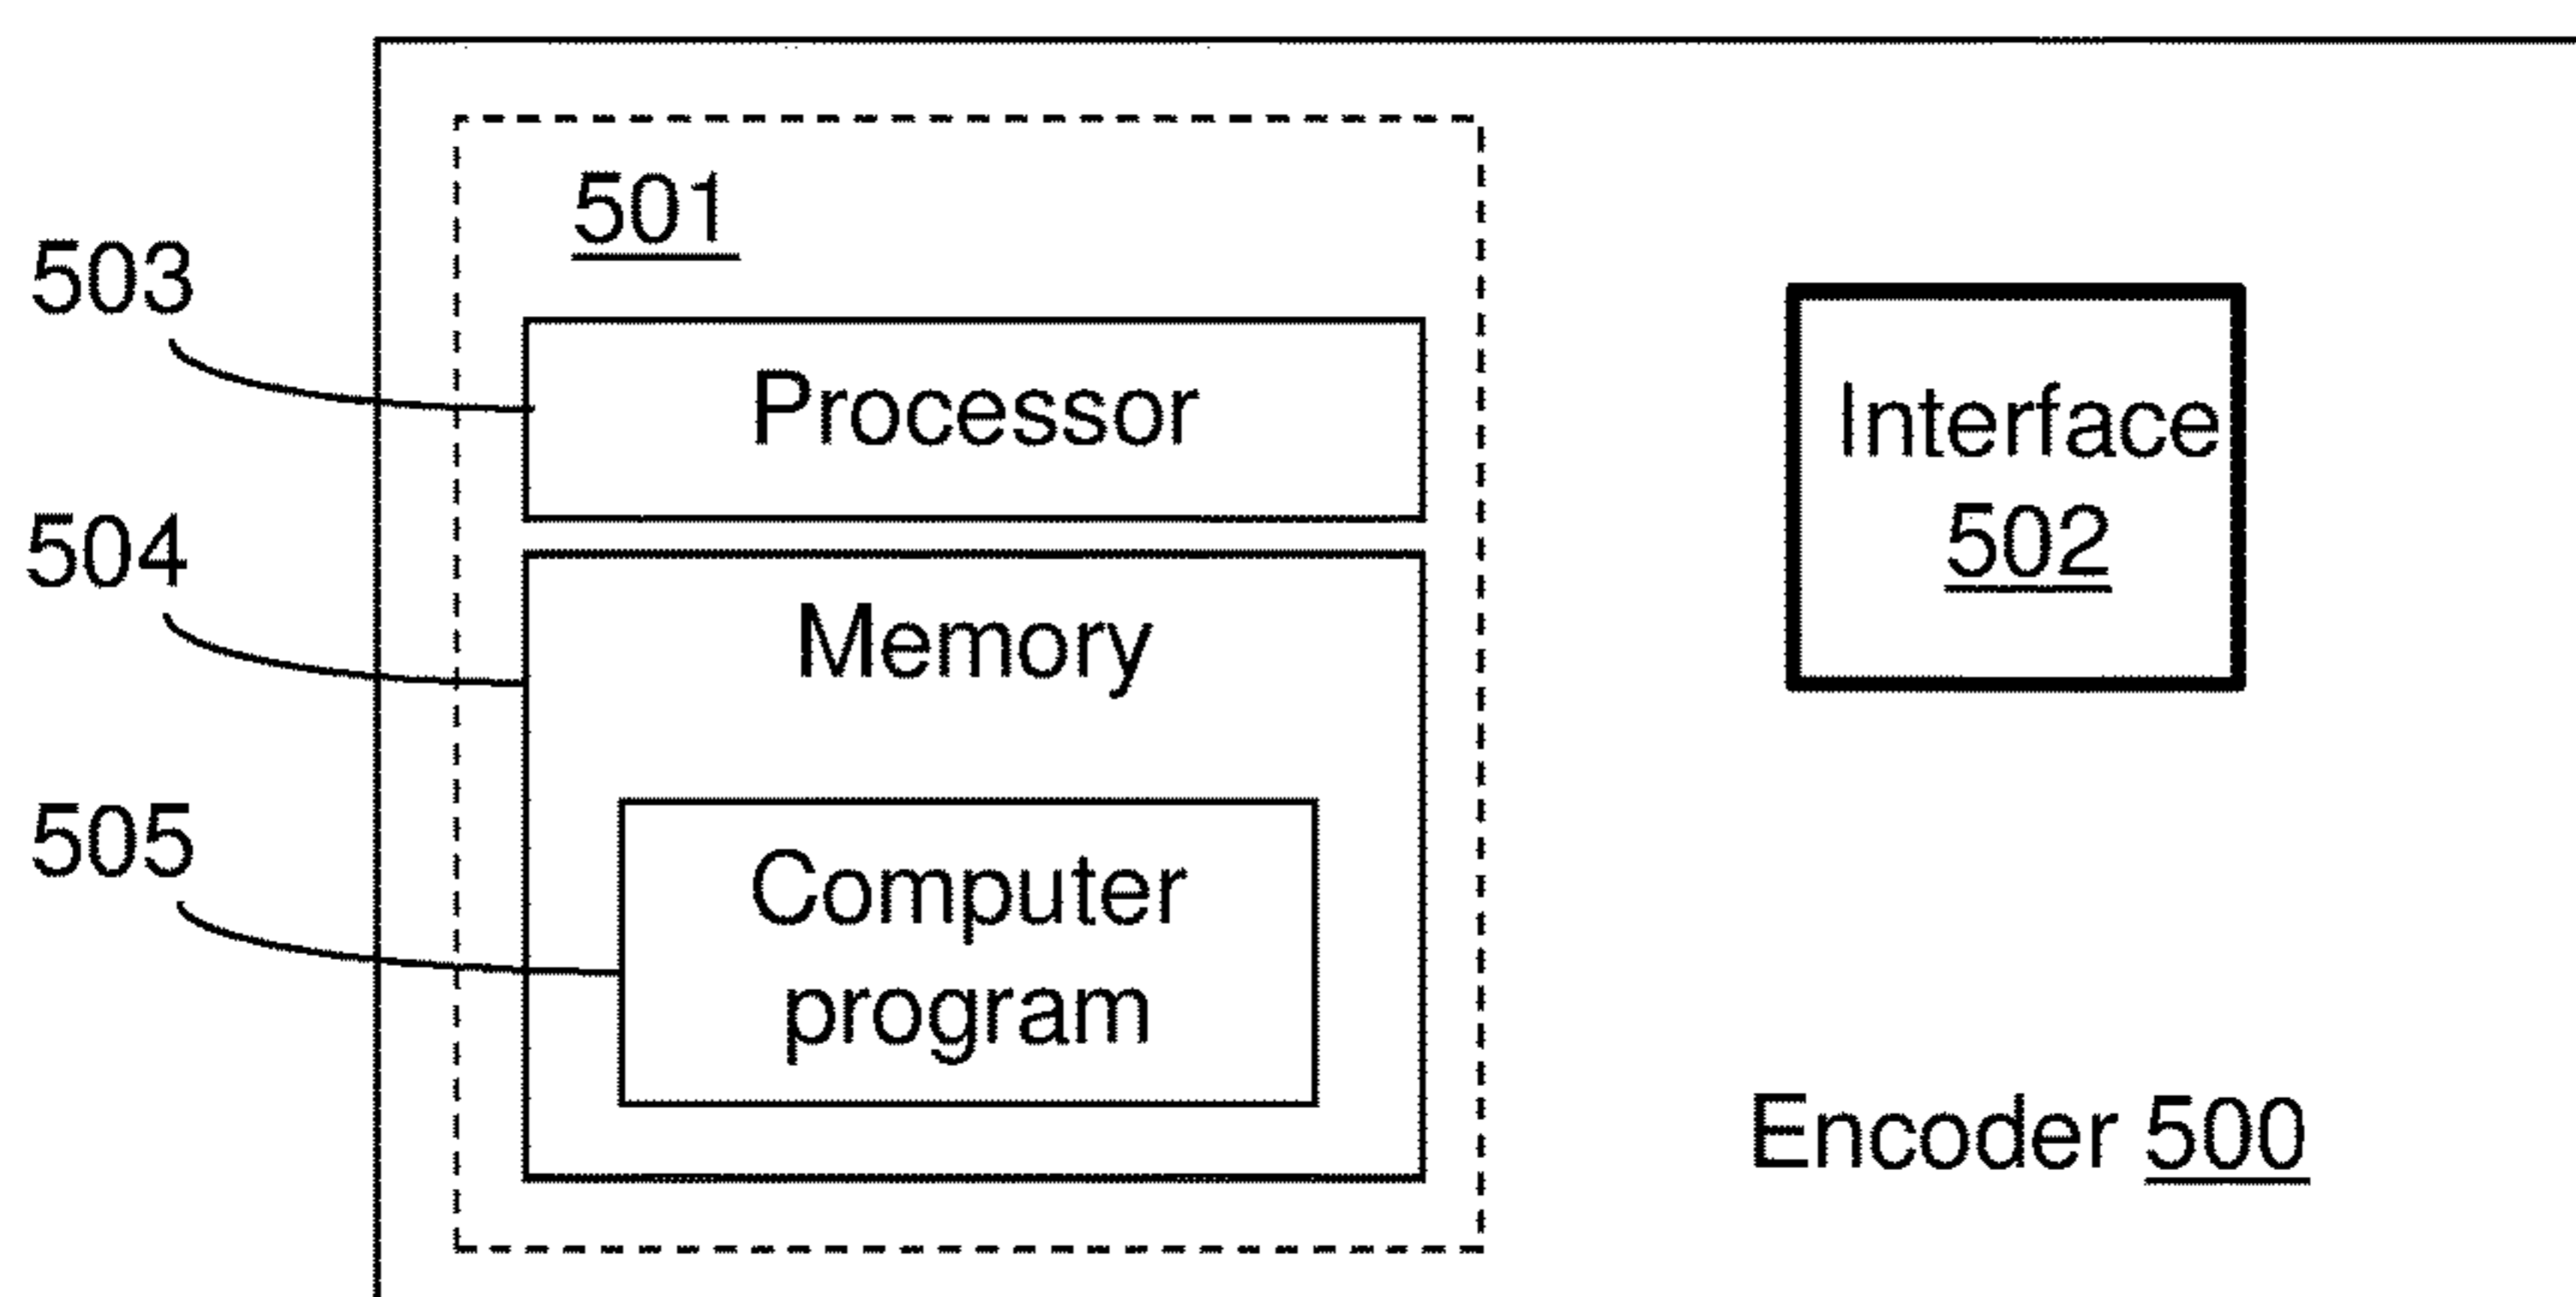 501
503
Processor
Interface
502
504
Memory
505
Computer
program
Encoder 500